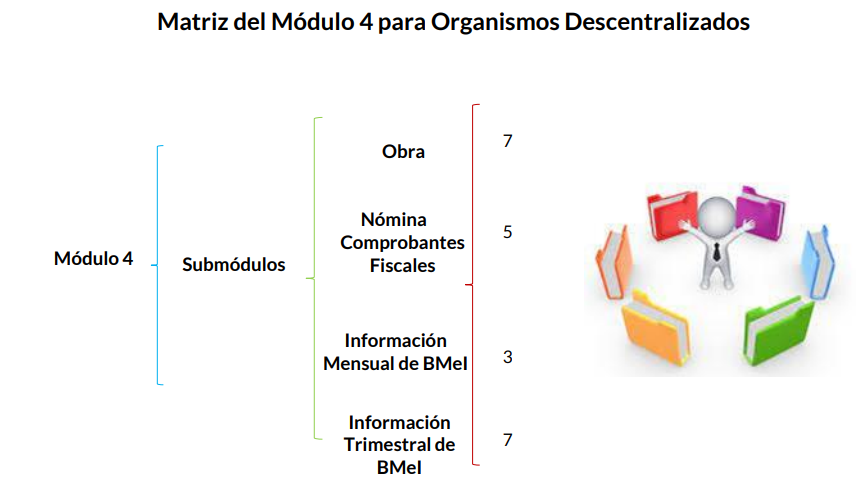 Matriz del Módulo 4 para Organismos Descentralizados
Módulo 4
Submódulos
Obra
7
Nómina
Comprobantes
Fiscales
5
Información
Mensual de BMeI
3
Información
Trimestral de
BMeI
7